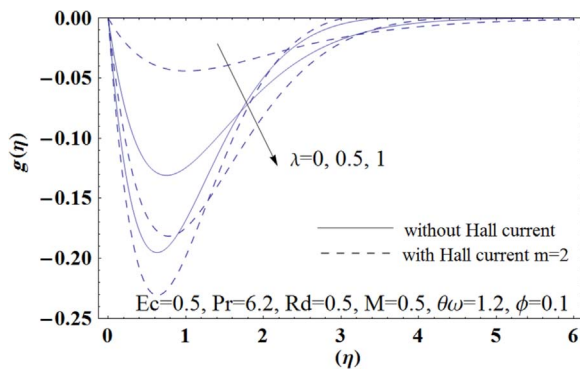 0.00
−0.05
−0.10
−0.15
−0.20
−0.25
g(η)
λ=0, 0.5, 1
without Hall current
with Hall current m=2
Ec=0.5, Pr=6.2, Rd=0.5, M=0.5, θω=1.2, ϕ=0.1
0 1 2 3 4 5 6
(η)